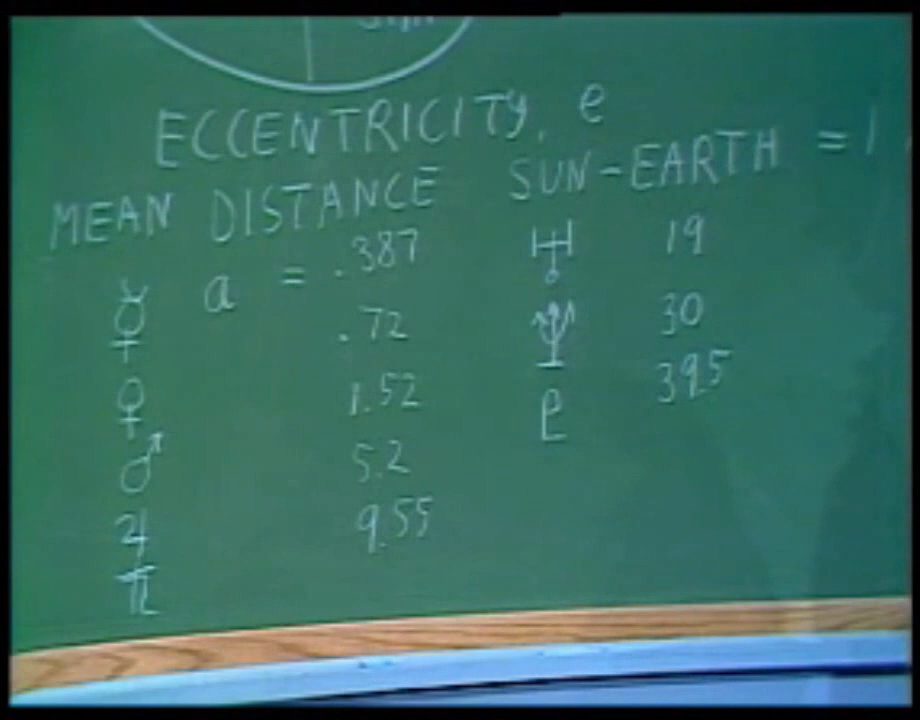 ECCENTRICITY, e
MEAN DISTANCE SUN-EARTH = 1
☿ a = .387 ♅ 19
♀ .72 ♆ 30
♂ 1.52 ♇ 39.5
♃ 5.2
♄ 9.55